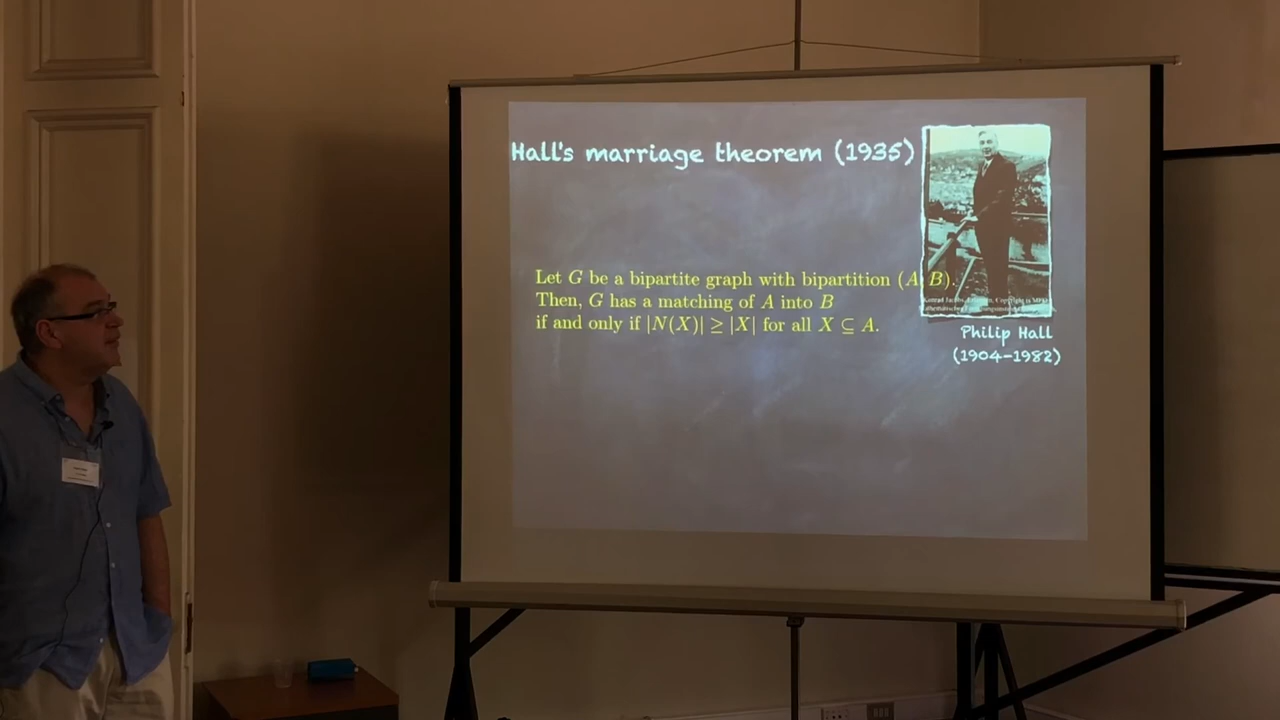 Hall's marriage theorem (1935)
Let G be a bipartite graph with bipartition (A, B).
Then, G has a matching of A into B
if and only if |N(X)| ≥ |X| for all X ⊆ A.
Philip Hall
(1904-1982)